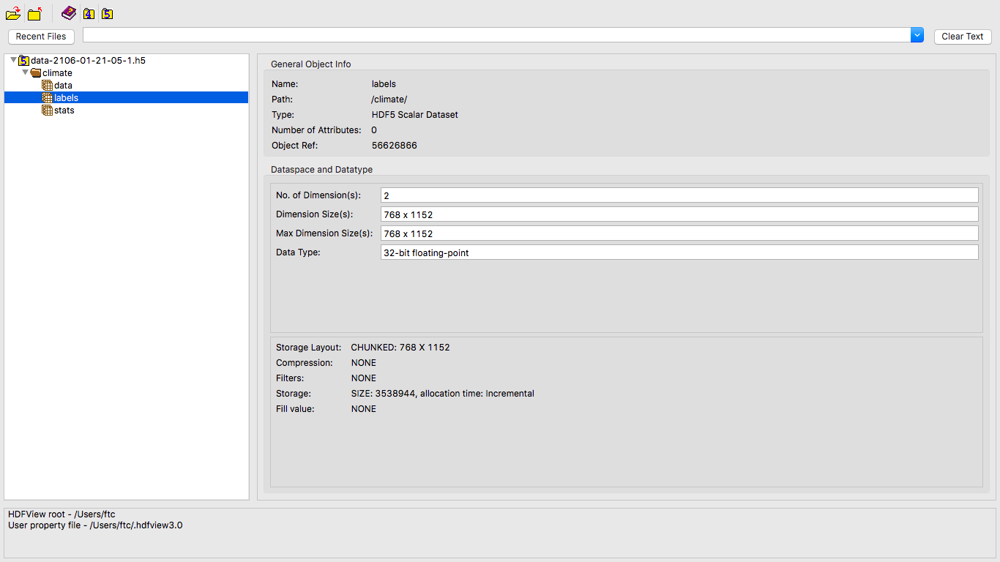 4 5
Recent Files Clear Text
5 data-2106-01-21-05-1.h5
climate
data
labels
stats
General Object Info
Name: labels
Path: /climate/
Type: HDF5 Scalar Dataset
Number of Attributes: 0
Object Ref: 56626866
Dataspace and Datatype
No. of Dimension(s): 2
Dimension Size(s): 768 x 1152
Max Dimension Size(s): 768 x 1152
Data Type: 32-bit floating-point
Storage Layout: CHUNKED: 768 X 1152
Compression: NONE
Filters: NONE
Storage: SIZE: 3538944, allocation time: Incremental
Fill value: NONE
HDFView root - /Users/ftc
User property file - /Users/ftc/.hdfview3.0